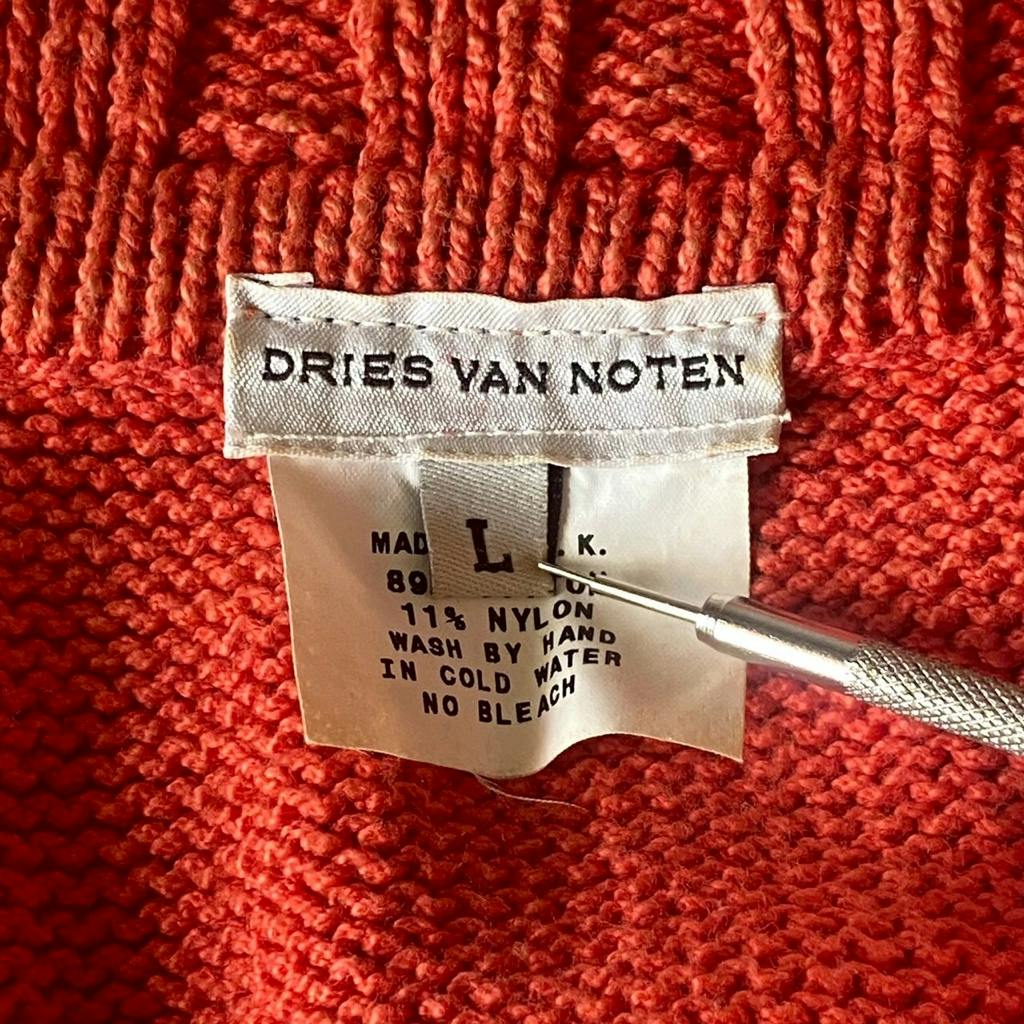 DRIES VAN NOTEN
L
MAD . K.
89
11% NYLON
WASH BY HAND
IN COLD WATER
NO BLEACH